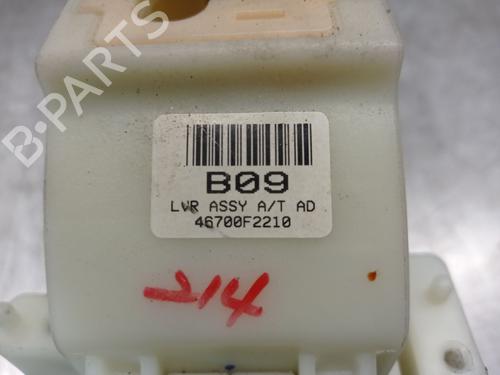 B-PARTS
B09
LVR ASSY A/T AD
46700F2210
214